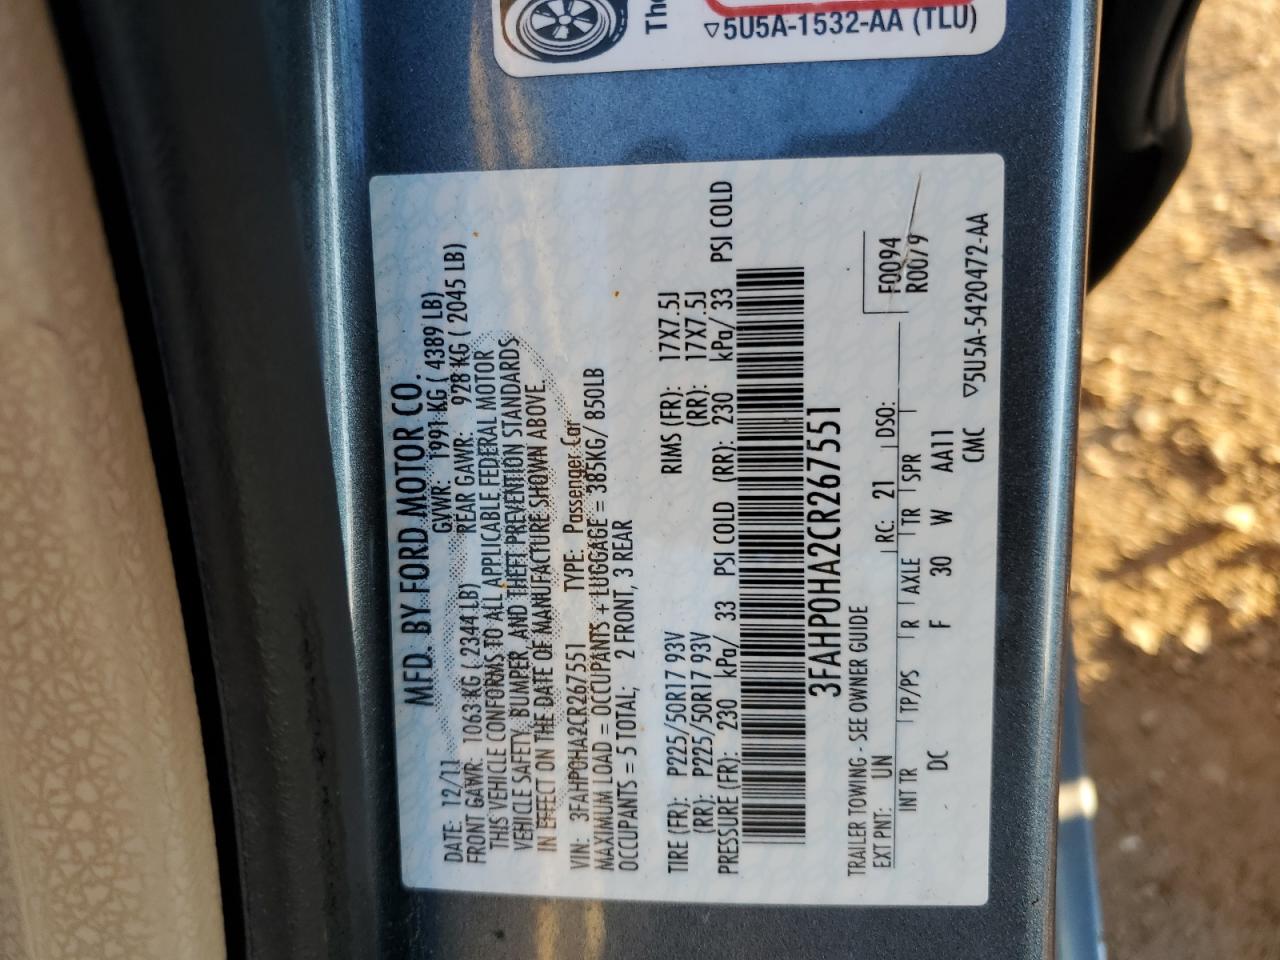 The
▽5U5A-1532-AA (TLU)
MFD. BY FORD MOTOR CO.
DATE: 12/11 GVWR: 1991 KG ( 4389 LB)
FRONT GAWR: 1063 KG ( 2344 LB) REAR GAWR: 928 KG ( 2045 LB)
THIS VEHICLE CONFORMS TO ALL APPLICABLE FEDERAL MOTOR
VEHICLE SAFETY, BUMPER, AND THEFT PREVENTION STANDARDS
IN EFFECT ON THE DATE OF MANUFACTURE SHOWN ABOVE.
VIN: 3FAHP0HA2CR267551 TYPE: Passenger Car
MAXIMUM LOAD = OCCUPANTS + LUGGAGE = 385KG/ 850LB
OCCUPANTS = 5 TOTAL; 2 FRONT, 3 REAR
TIRE (FR): P225/50R17 93V RIMS (FR): 17X7.5J
(RR): P225/50R17 93V (RR): 17X7.5J
PRESSURE (FR): 230 kPa/ 33 PSI COLD (RR): 230 kPa/ 33 PSI COLD
3FAHP0HA2CR267551
TRAILER TOWING - SEE OWNER GUIDE
F0094
R0079
EXT PNT: UN RC: 21 DSO:
INT TR TP/PS R AXLE TR SPR
DC F 30 W AA11
CMC ▽5U5A-5420472-AA